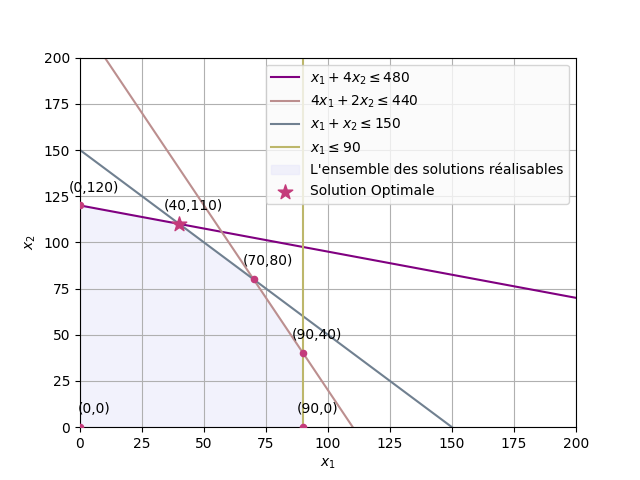 200
175
150
125
100
75
50
25
0
x₂
x₁ + 4x₂ ≤ 480
4x₁ + 2x₂ ≤ 440
x₁ + x₂ ≤ 150
x₁ ≤ 90
L'ensemble des solutions réalisables
Solution Optimale
(0,120)
(40,110)
(70,80)
(90,40)
(0,0)
(90,0)
0 25 50 75 100 125 150 175 200
x₁